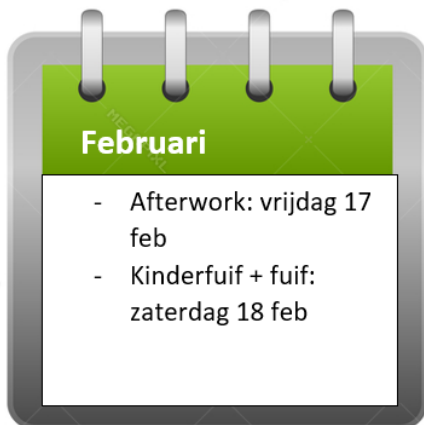 Februari
- Afterwork: vrijdag 17
feb
- Kinderfuif + fuif:
zaterdag 18 feb